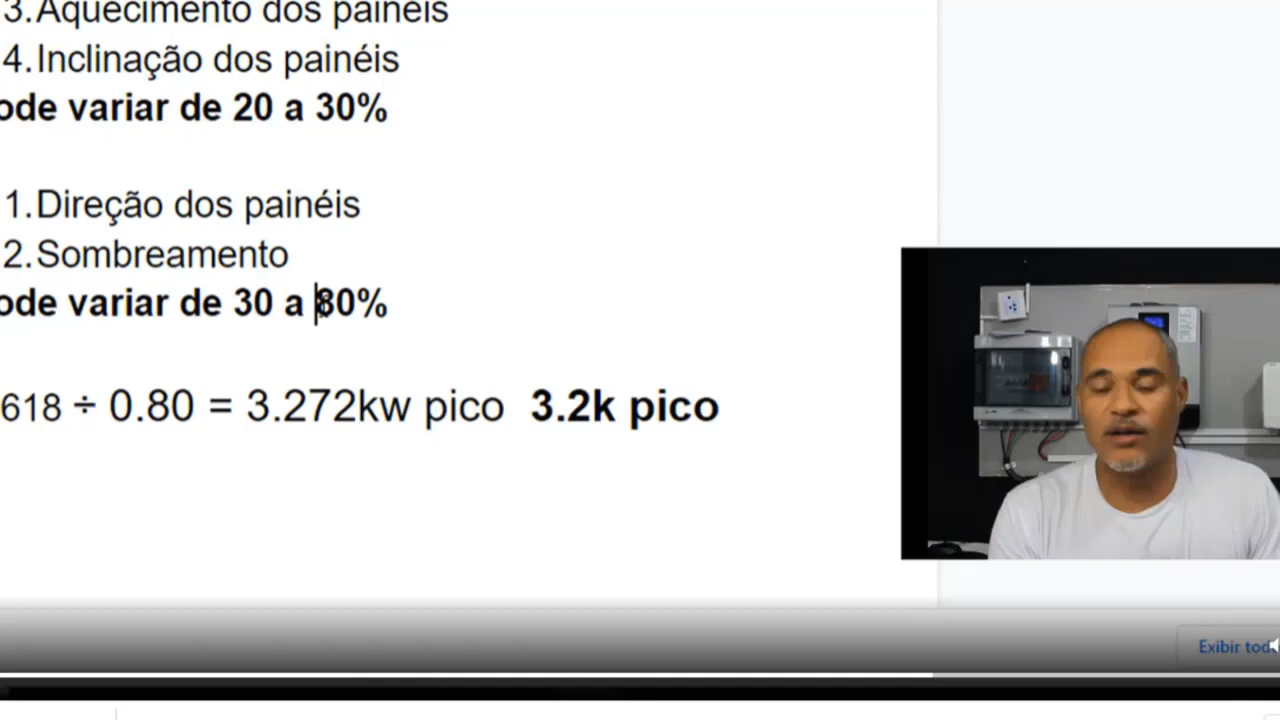 3.Aquecimento dos painéis
4.Inclinação dos painéis
ode variar de 20 a 30%
1.Direção dos painéis
2.Sombreamento
ode variar de 30 a 80%
618 ÷ 0.80 = 3.272kw pico 3.2k pico
Exibir tod